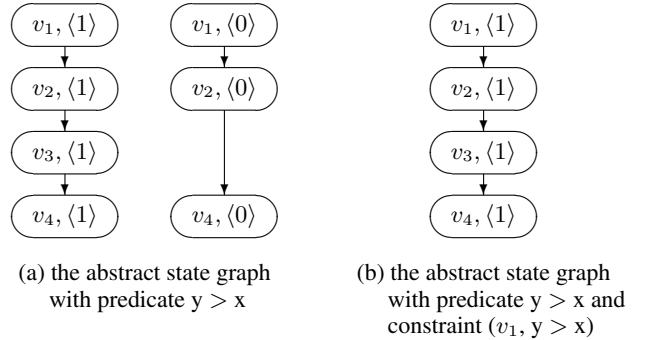 v₁, ⟨1⟩
v₂, ⟨1⟩
v₃, ⟨1⟩
v₄, ⟨1⟩
v₁, ⟨0⟩
v₂, ⟨0⟩
v₄, ⟨0⟩
(a) the abstract state graph
with predicate y > x
v₁, ⟨1⟩
v₂, ⟨1⟩
v₃, ⟨1⟩
v₄, ⟨1⟩
(b) the abstract state graph
with predicate y > x and
constraint (v₁, y > x)